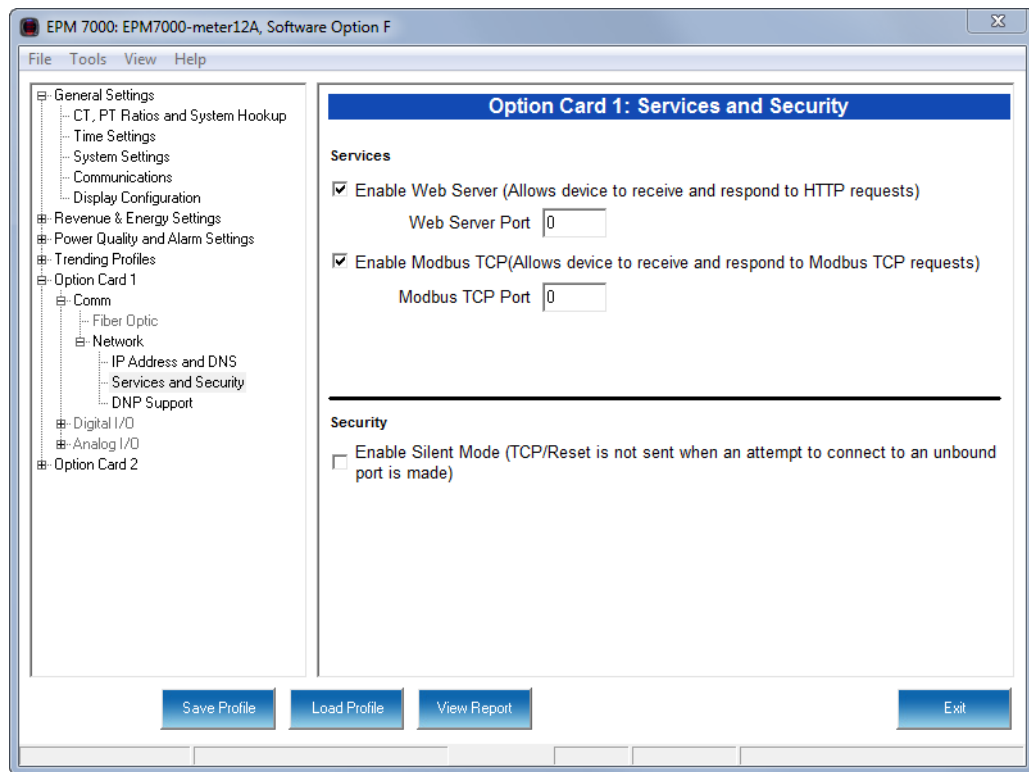 EPM 7000: EPM7000-meter12A, Software Option F
File Tools View Help
General Settings
CT, PT Ratios and System Hookup
Time Settings
System Settings
Communications
Display Configuration
Revenue & Energy Settings
Power Quality and Alarm Settings
Trending Profiles
Option Card 1
Comm
Fiber Optic
Network
IP Address and DNS
Services and Security
DNP Support
Digital I/O
Analog I/O
Option Card 2
Option Card 1: Services and Security
Services
Enable Web Server (Allows device to receive and respond to HTTP requests)
Web Server Port 0
Enable Modbus TCP(Allows device to receive and respond to Modbus TCP requests)
Modbus TCP Port 0
Security
Enable Silent Mode (TCP/Reset is not sent when an attempt to connect to an unbound
port is made)
Save Profile Load Profile View Report Exit